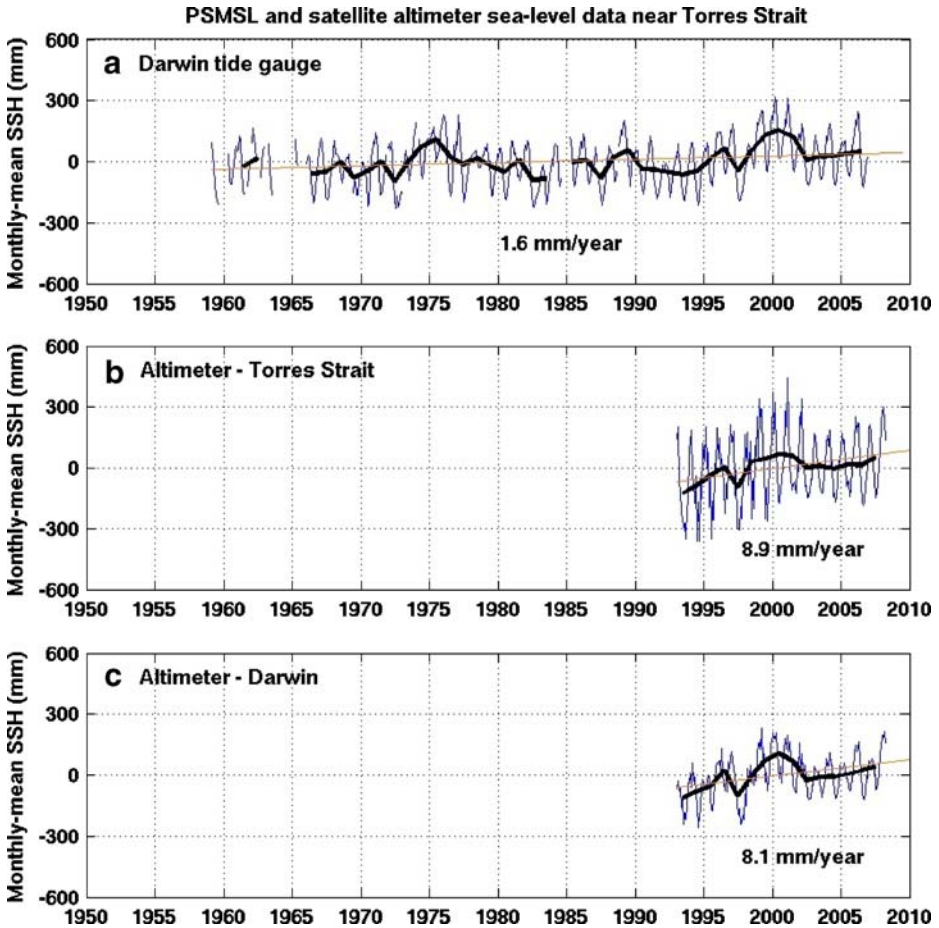 PSMSL and satellite altimeter sea-level data near Torres Strait
Monthly-mean SSH (mm)
600
300
0
-300
-600
a Darwin tide gauge
1.6 mm/year
1950 1955 1960 1965 1970 1975 1980 1985 1990 1995 2000 2005 2010
Monthly-mean SSH (mm)
600
300
0
-300
-600
b Altimeter - Torres Strait
8.9 mm/year
1950 1955 1960 1965 1970 1975 1980 1985 1990 1995 2000 2005 2010
Monthly-mean SSH (mm)
600
300
0
-300
-600
c Altimeter - Darwin
8.1 mm/year
1950 1955 1960 1965 1970 1975 1980 1985 1990 1995 2000 2005 2010